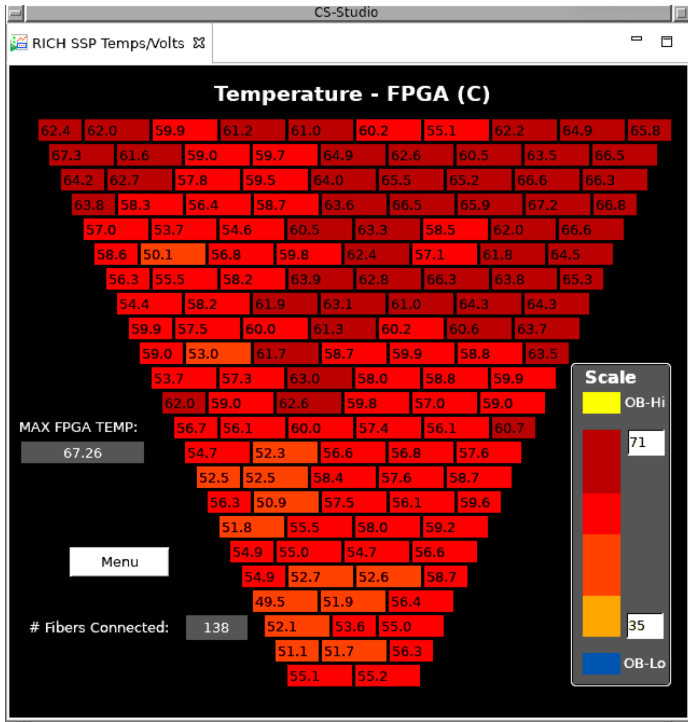 CS-Studio
RICH SSP Temps/Volts
Temperature - FPGA (C)
62.4 62.0 59.9 61.2 61.0 60.2 55.1 62.2 64.9 65.8
67.3 61.6 59.0 59.7 64.9 62.6 60.5 63.5 66.5
64.2 62.7 57.8 59.5 64.0 65.5 65.2 66.6 66.3
63.8 58.3 56.4 58.7 63.6 66.5 65.9 67.2 66.8
57.0 53.7 54.6 60.5 63.3 58.5 62.0 66.6
58.6 50.1 56.8 59.8 62.4 57.1 61.8 64.5
56.3 55.5 58.2 63.9 62.8 66.3 63.8 65.3
54.4 58.2 61.9 63.1 61.0 64.3 64.3
59.9 57.5 60.0 61.3 60.2 60.6 63.7
59.0 53.0 61.7 58.7 59.9 58.8 63.5
53.7 57.3 63.0 58.0 58.8 59.9
62.0 59.0 62.6 59.8 57.0 59.0
56.7 56.1 60.0 57.4 56.1 60.7
54.7 52.3 56.6 56.8 57.6
52.5 52.5 58.4 57.6 58.7
56.3 50.9 57.5 56.1 59.6
51.8 55.5 58.0 59.2
54.9 55.0 54.7 56.6
54.9 52.7 52.6 58.7
49.5 51.9 56.4
52.1 53.6 55.0
51.1 51.7 56.3
55.1 55.2
MAX FPGA TEMP:
67.26
Menu
# Fibers Connected: 138
Scale
OB-Hi
71
35
OB-Lo